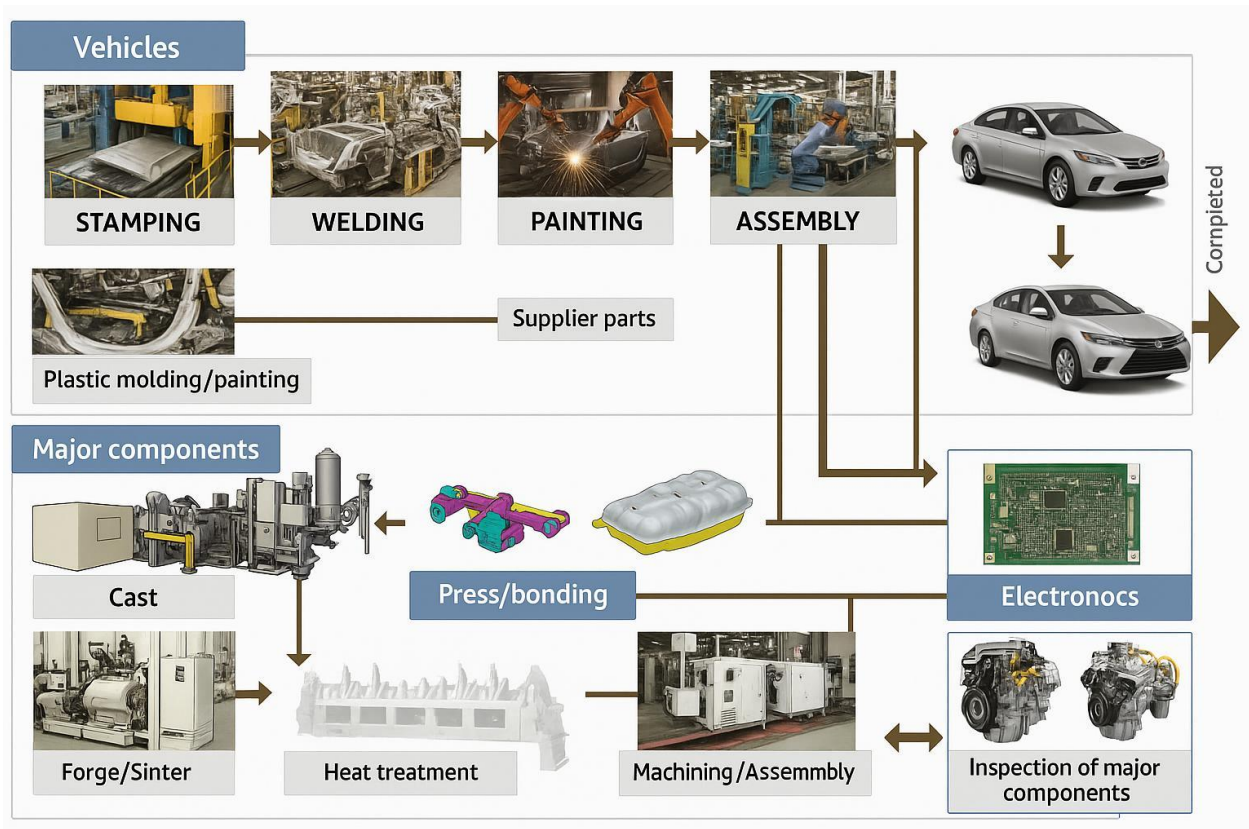 Vehicles
STAMPING
WELDING
PAINTING
ASSEMBLY
Cornpieted
Supplier parts
Plastic molding/painting
Major components
Cast
Press/bonding
Electronocs
Forge/Sinter
Heat treatment
Machining/Assemmbly
Inspection of major
components